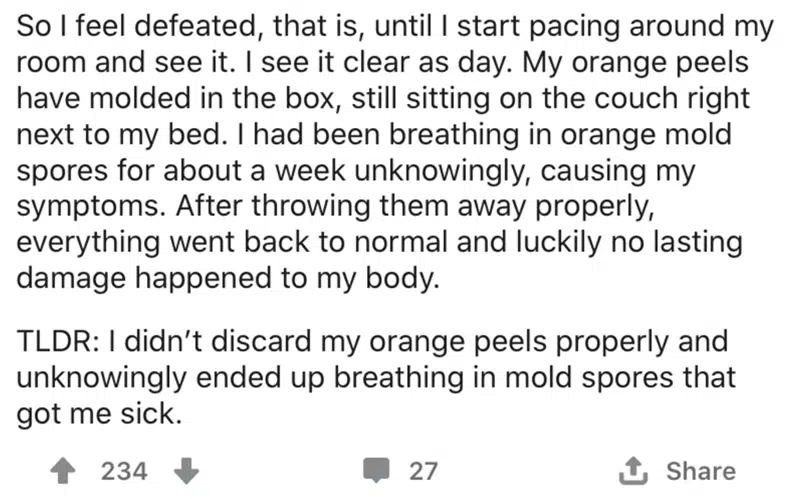 So I feel defeated, that is, until I start pacing around my
room and see it. I see it clear as day. My orange peels
have molded in the box, still sitting on the couch right
next to my bed. I had been breathing in orange mold
spores for about a week unknowingly, causing my
symptoms. After throwing them away properly,
everything went back to normal and luckily no lasting
damage happened to my body.
TLDR: I didn’t discard my orange peels properly and
unknowingly ended up breathing in mold spores that
got me sick.
234 27 Share